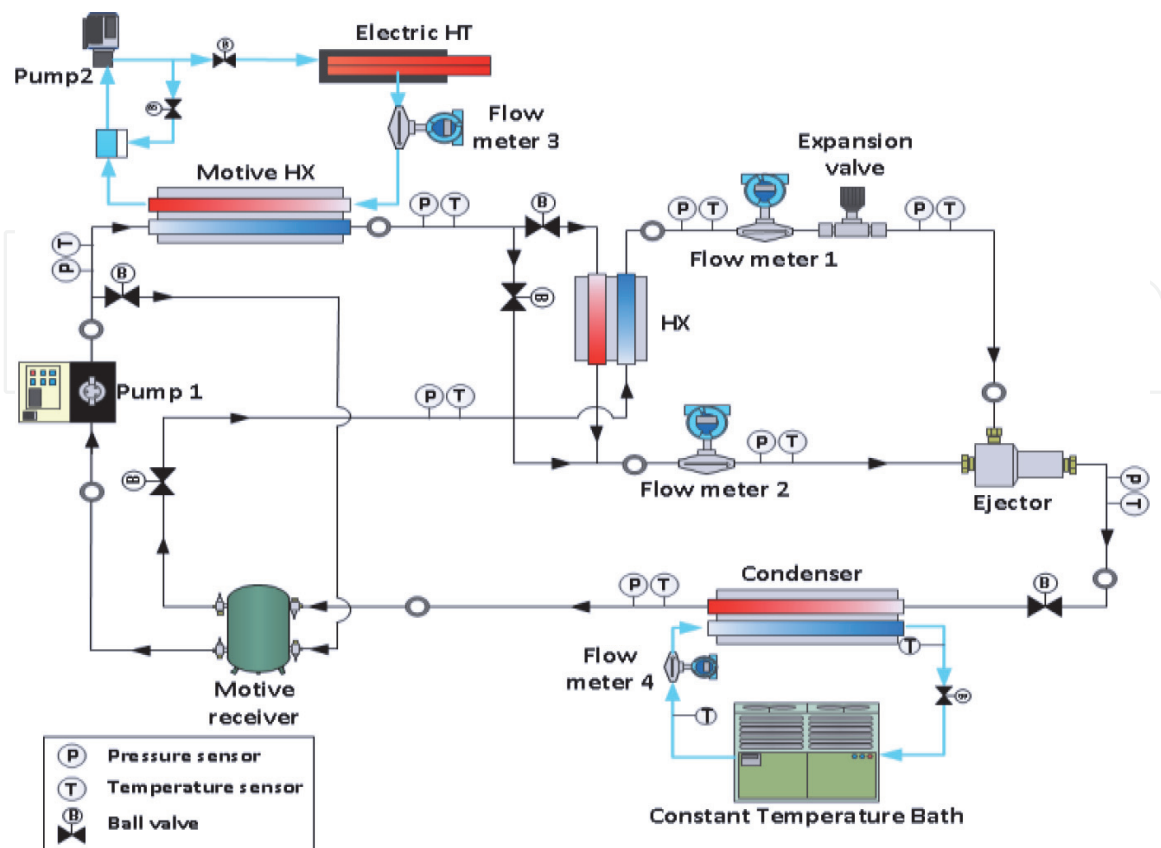 Electric HT
Pump2
B
B
Flow
meter 3
Motive HX
Expansion
valve
P T
B
P T
P T
T
P
B
B
Flow meter 1
HX
Pump 1
P T
B
Flow meter 2
P T
Ejector
P
T
Condenser
P T
B
T
Flow
meter 4
B
T
Motive
receiver
P Pressure sensor
T Temperature sensor
B Ball valve
Constant Temperature Bath